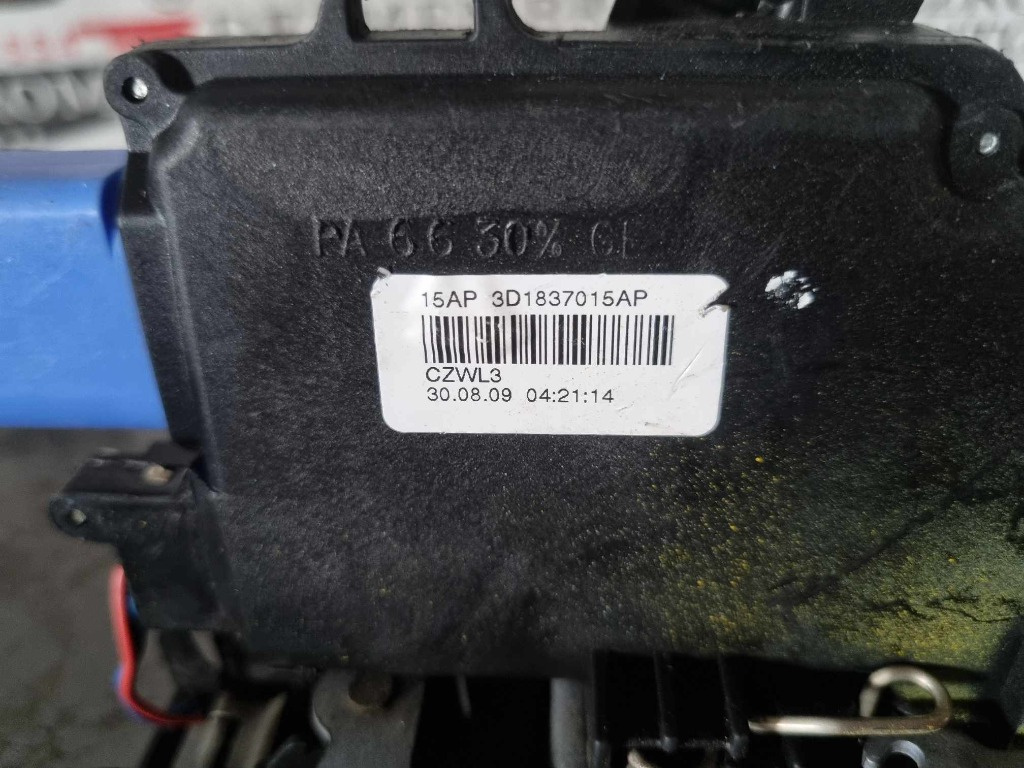 PA 66 30% GF
15AP 3D1837015AP
CZWL3
30.08.09 04:21:14